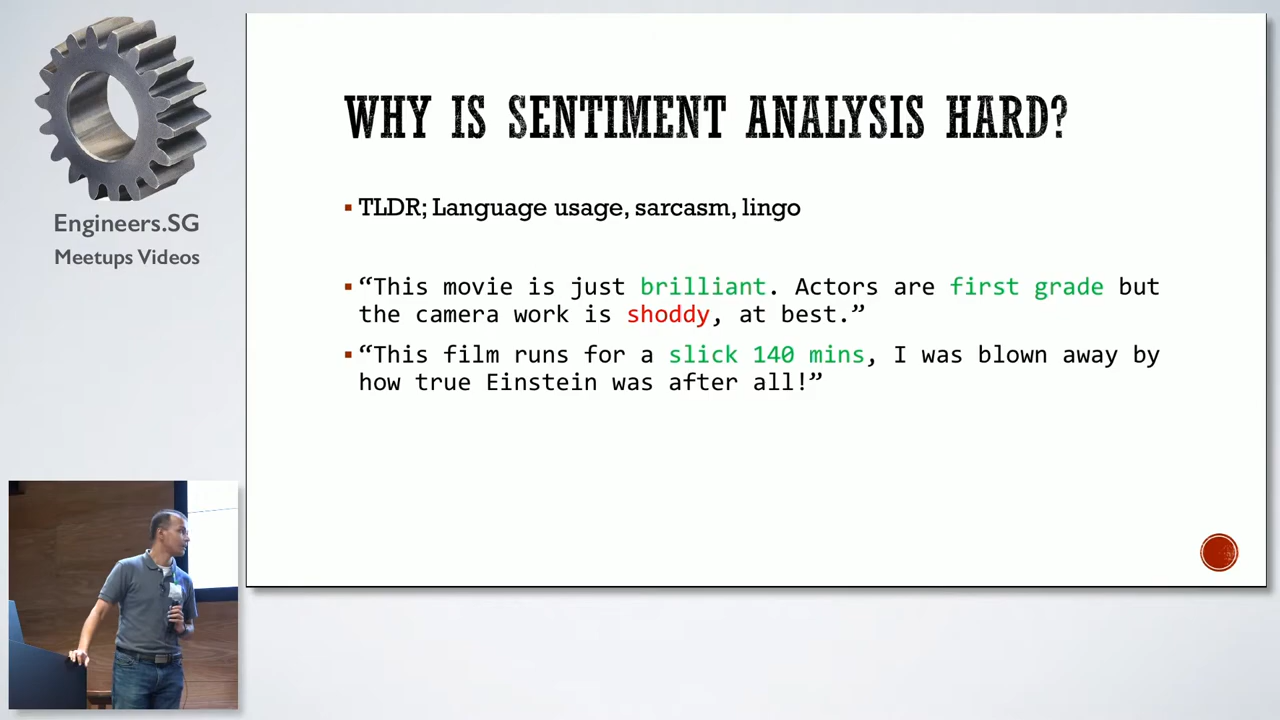 Engineers.SG
Meetups Videos
WHY IS SENTIMENT ANALYSIS HARD?
▪ TLDR; Language usage, sarcasm, lingo
▪ “This movie is just brilliant. Actors are first grade but
the camera work is shoddy, at best.”
▪ “This film runs for a slick 140 mins, I was blown away by
how true Einstein was after all!”